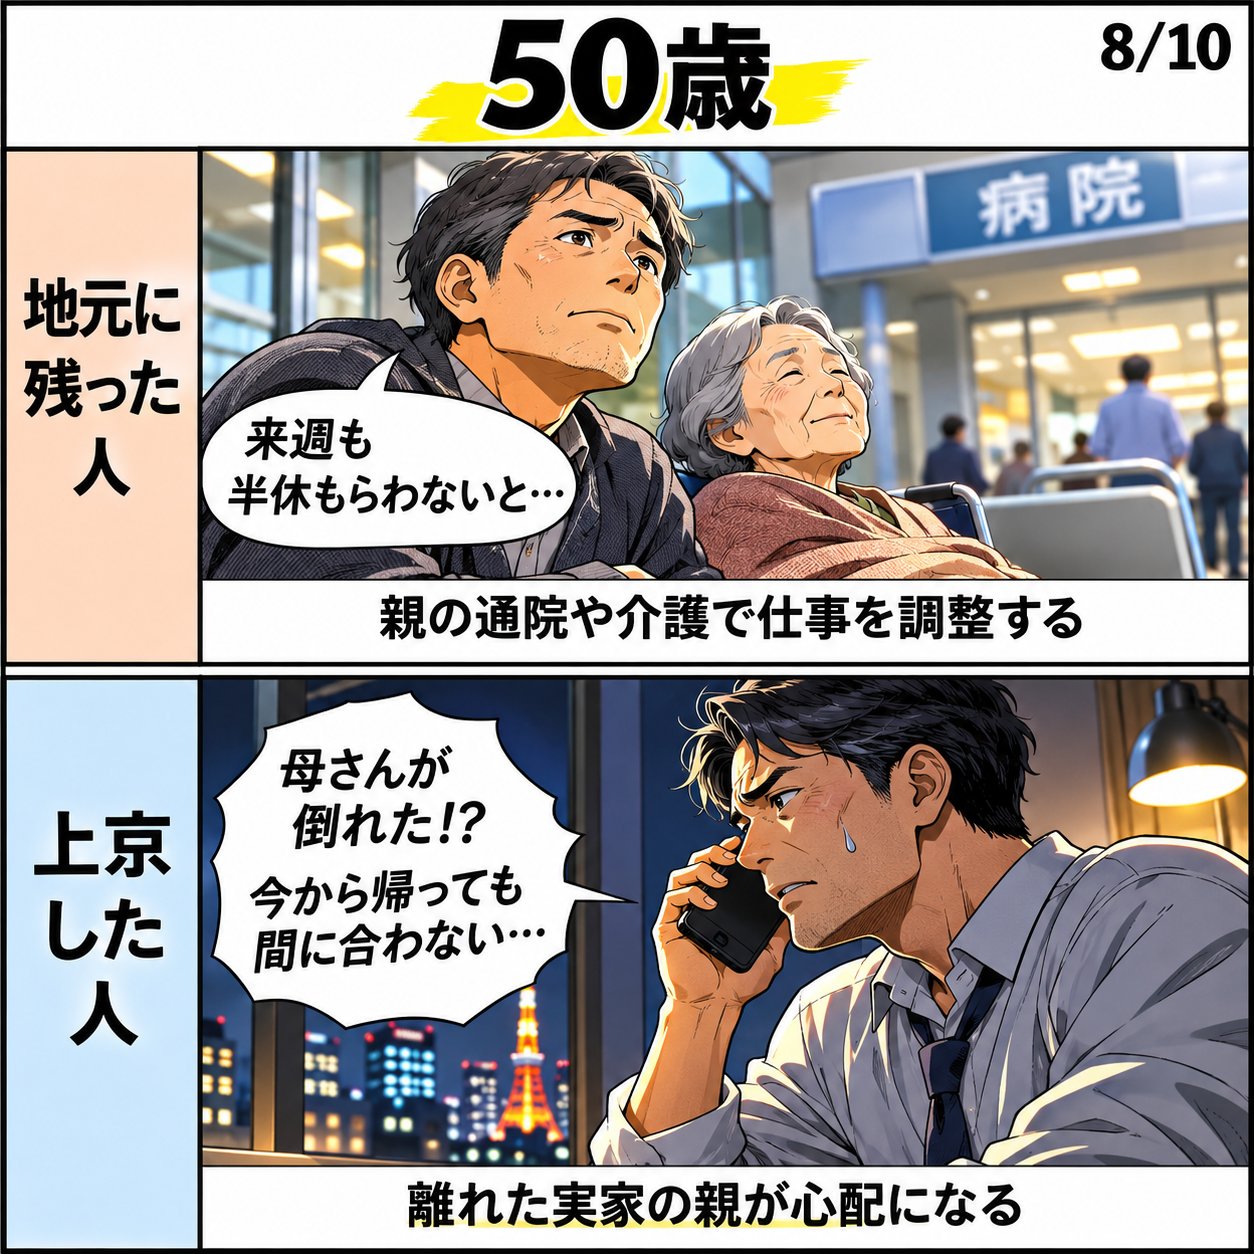 50歳
8/10
地元に
残った
人
病院
来週も
半休もらわないと…
親の通院や介護で仕事を調整する
上京
した
人
母さんが
倒れた!?
今から帰っても
間に合わない…
離れた実家の親が心配になる